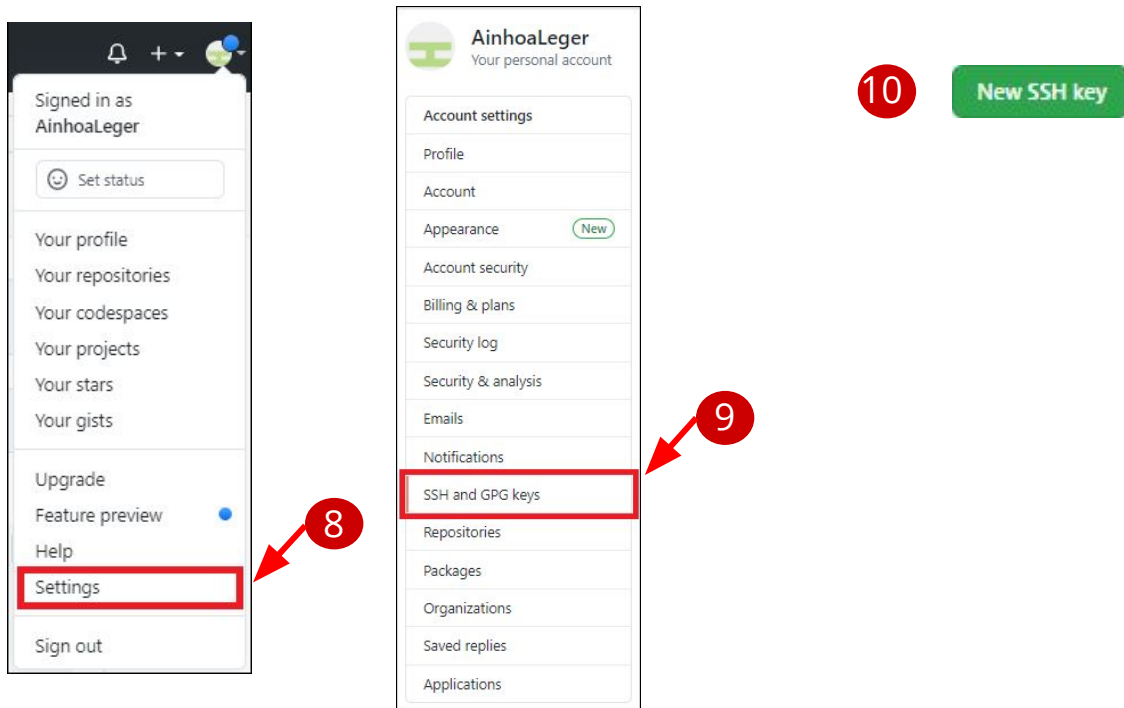 Signed in as
AinhoaLeger
Set status
Your profile
Your repositories
Your codespaces
Your projects
Your stars
Your gists
Upgrade
Feature preview
Help
Settings
Sign out
8
AinhoaLeger
Your personal account
Account settings
Profile
Account
Appearance New
Account security
Billing & plans
Security log
Security & analysis
Emails
Notifications
SSH and GPG keys
Repositories
Packages
Organizations
Saved replies
Applications
9
10 New SSH key